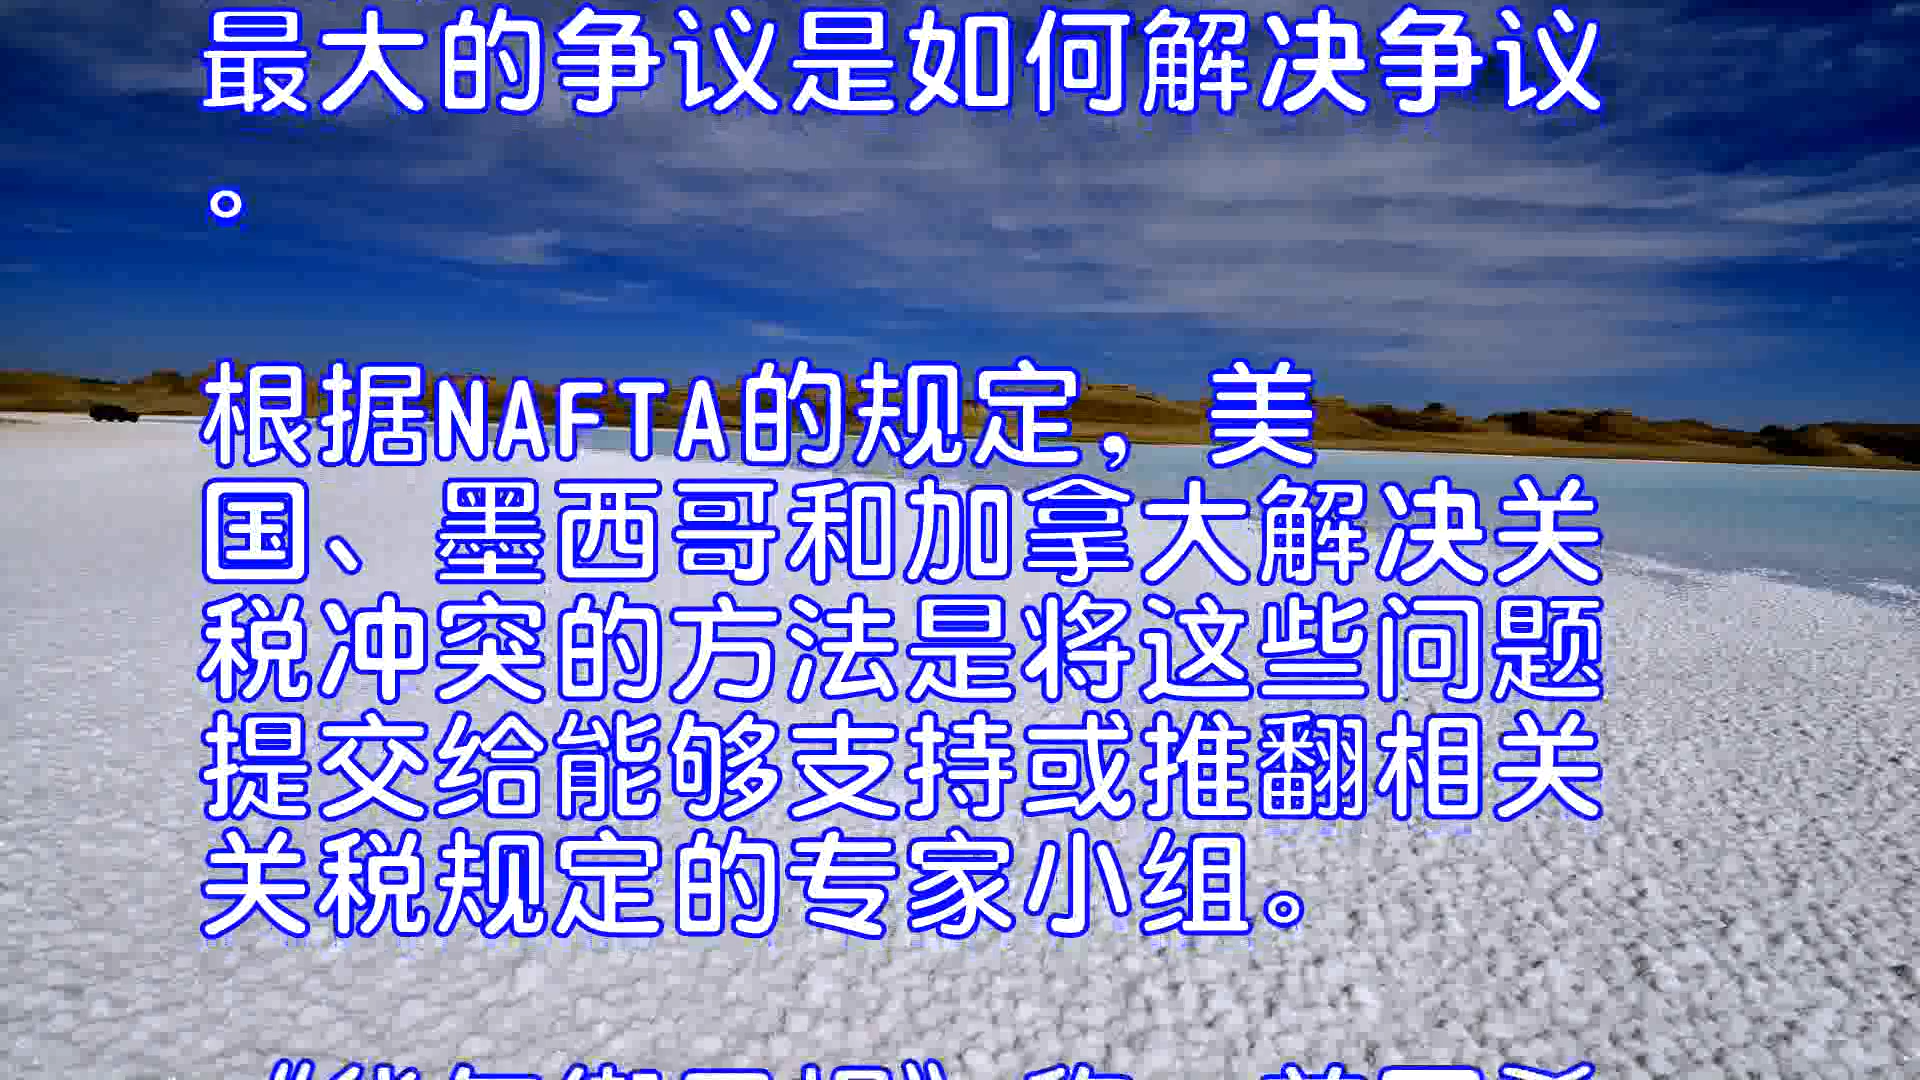 最大的争议是如何解决争议
。
根据NAFTA的规定，美
国、墨西哥和加拿大解决关
税冲突的方法是将这些问题
提交给能够支持或推翻相关
关税规定的专家小组。